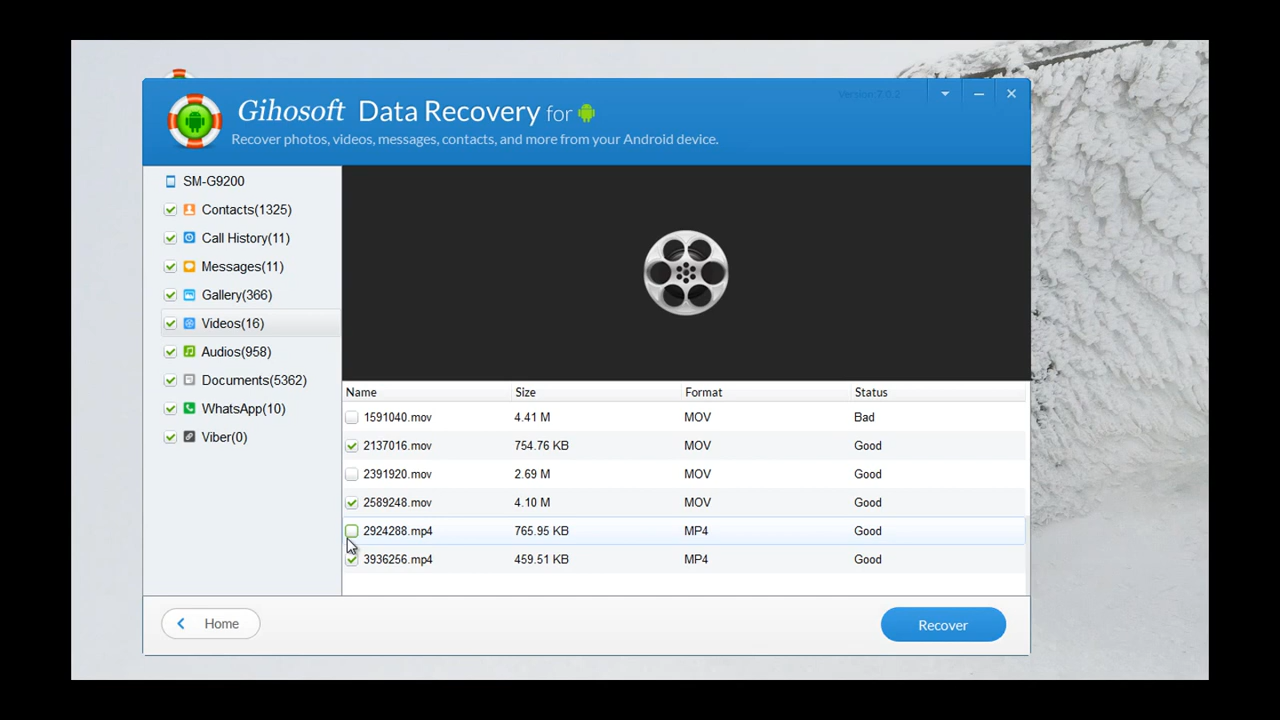 Gihosoft Data Recovery for
Version 7.0.2
Recover photos, videos, messages, contacts, and more from your Android device.
SM-G9200
Contacts(1325)
Call History(11)
Messages(11)
Gallery(366)
Videos(16)
Audios(958)
Documents(5362)
WhatsApp(10)
Viber(0)
Name Size Format Status
1591040.mov 4.41 M MOV Bad
2137016.mov 754.76 KB MOV Good
2391920.mov 2.69 M MOV Good
2589248.mov 4.10 M MOV Good
2924288.mp4 765.95 KB MP4 Good
3936256.mp4 459.51 KB MP4 Good
Home
Recover